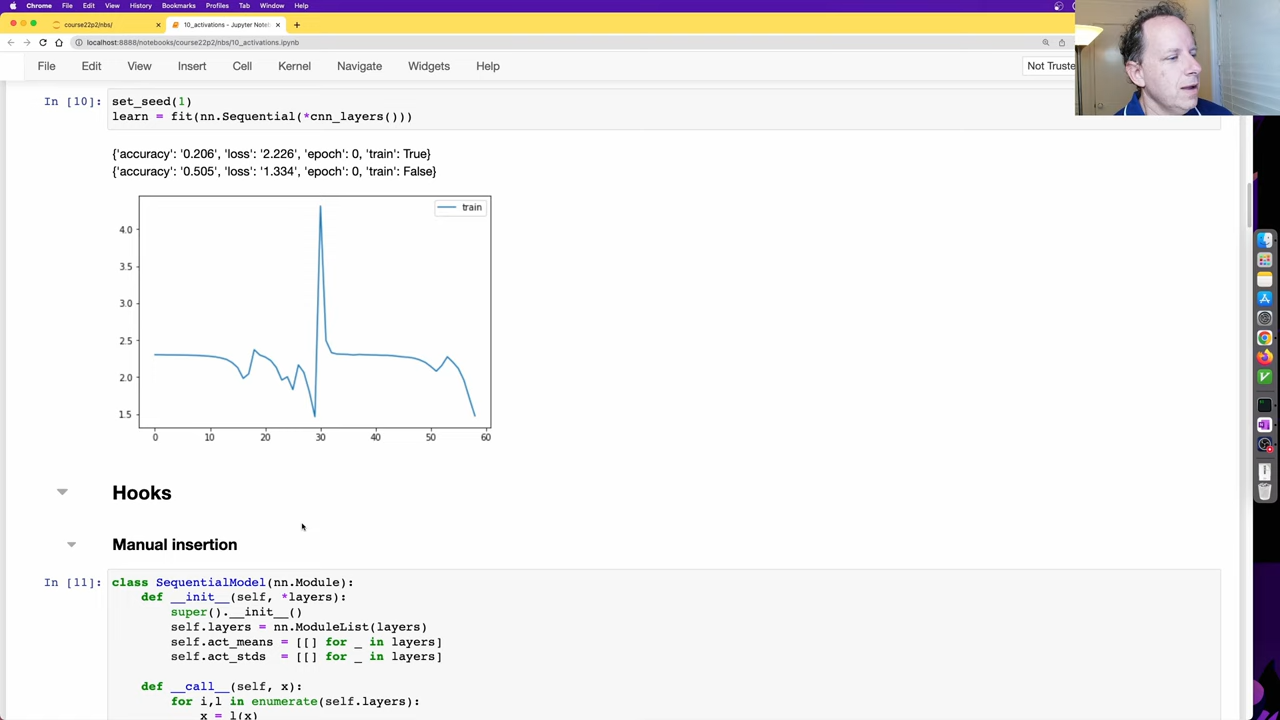 Chrome File Edit View History Bookmarks Profiles Tab Window Help
course22p2/nbs/ 10_activations - Jupyter Noteb
localhost:8888/notebooks/course22p2/nbs/10_activations.ipynb
File Edit View Insert Cell Kernel Navigate Widgets Help Not Truste
In [10]: set_seed(1)
learn = fit(nn.Sequential(*cnn_layers()))
{'accuracy': '0.206', 'loss': '2.226', 'epoch': 0, 'train': True}
{'accuracy': '0.505', 'loss': '1.334', 'epoch': 0, 'train': False}
train
4.0
3.5
3.0
2.5
2.0
1.5
0 10 20 30 40 50 60
Hooks
Manual insertion
In [11]: class SequentialModel(nn.Module):
def __init__(self, *layers):
super().__init__()
self.layers = nn.ModuleList(layers)
self.act_means = [[] for _ in layers]
self.act_stds = [[] for _ in layers]
def __call__(self, x):
for i,l in enumerate(self.layers):
x = l(x)